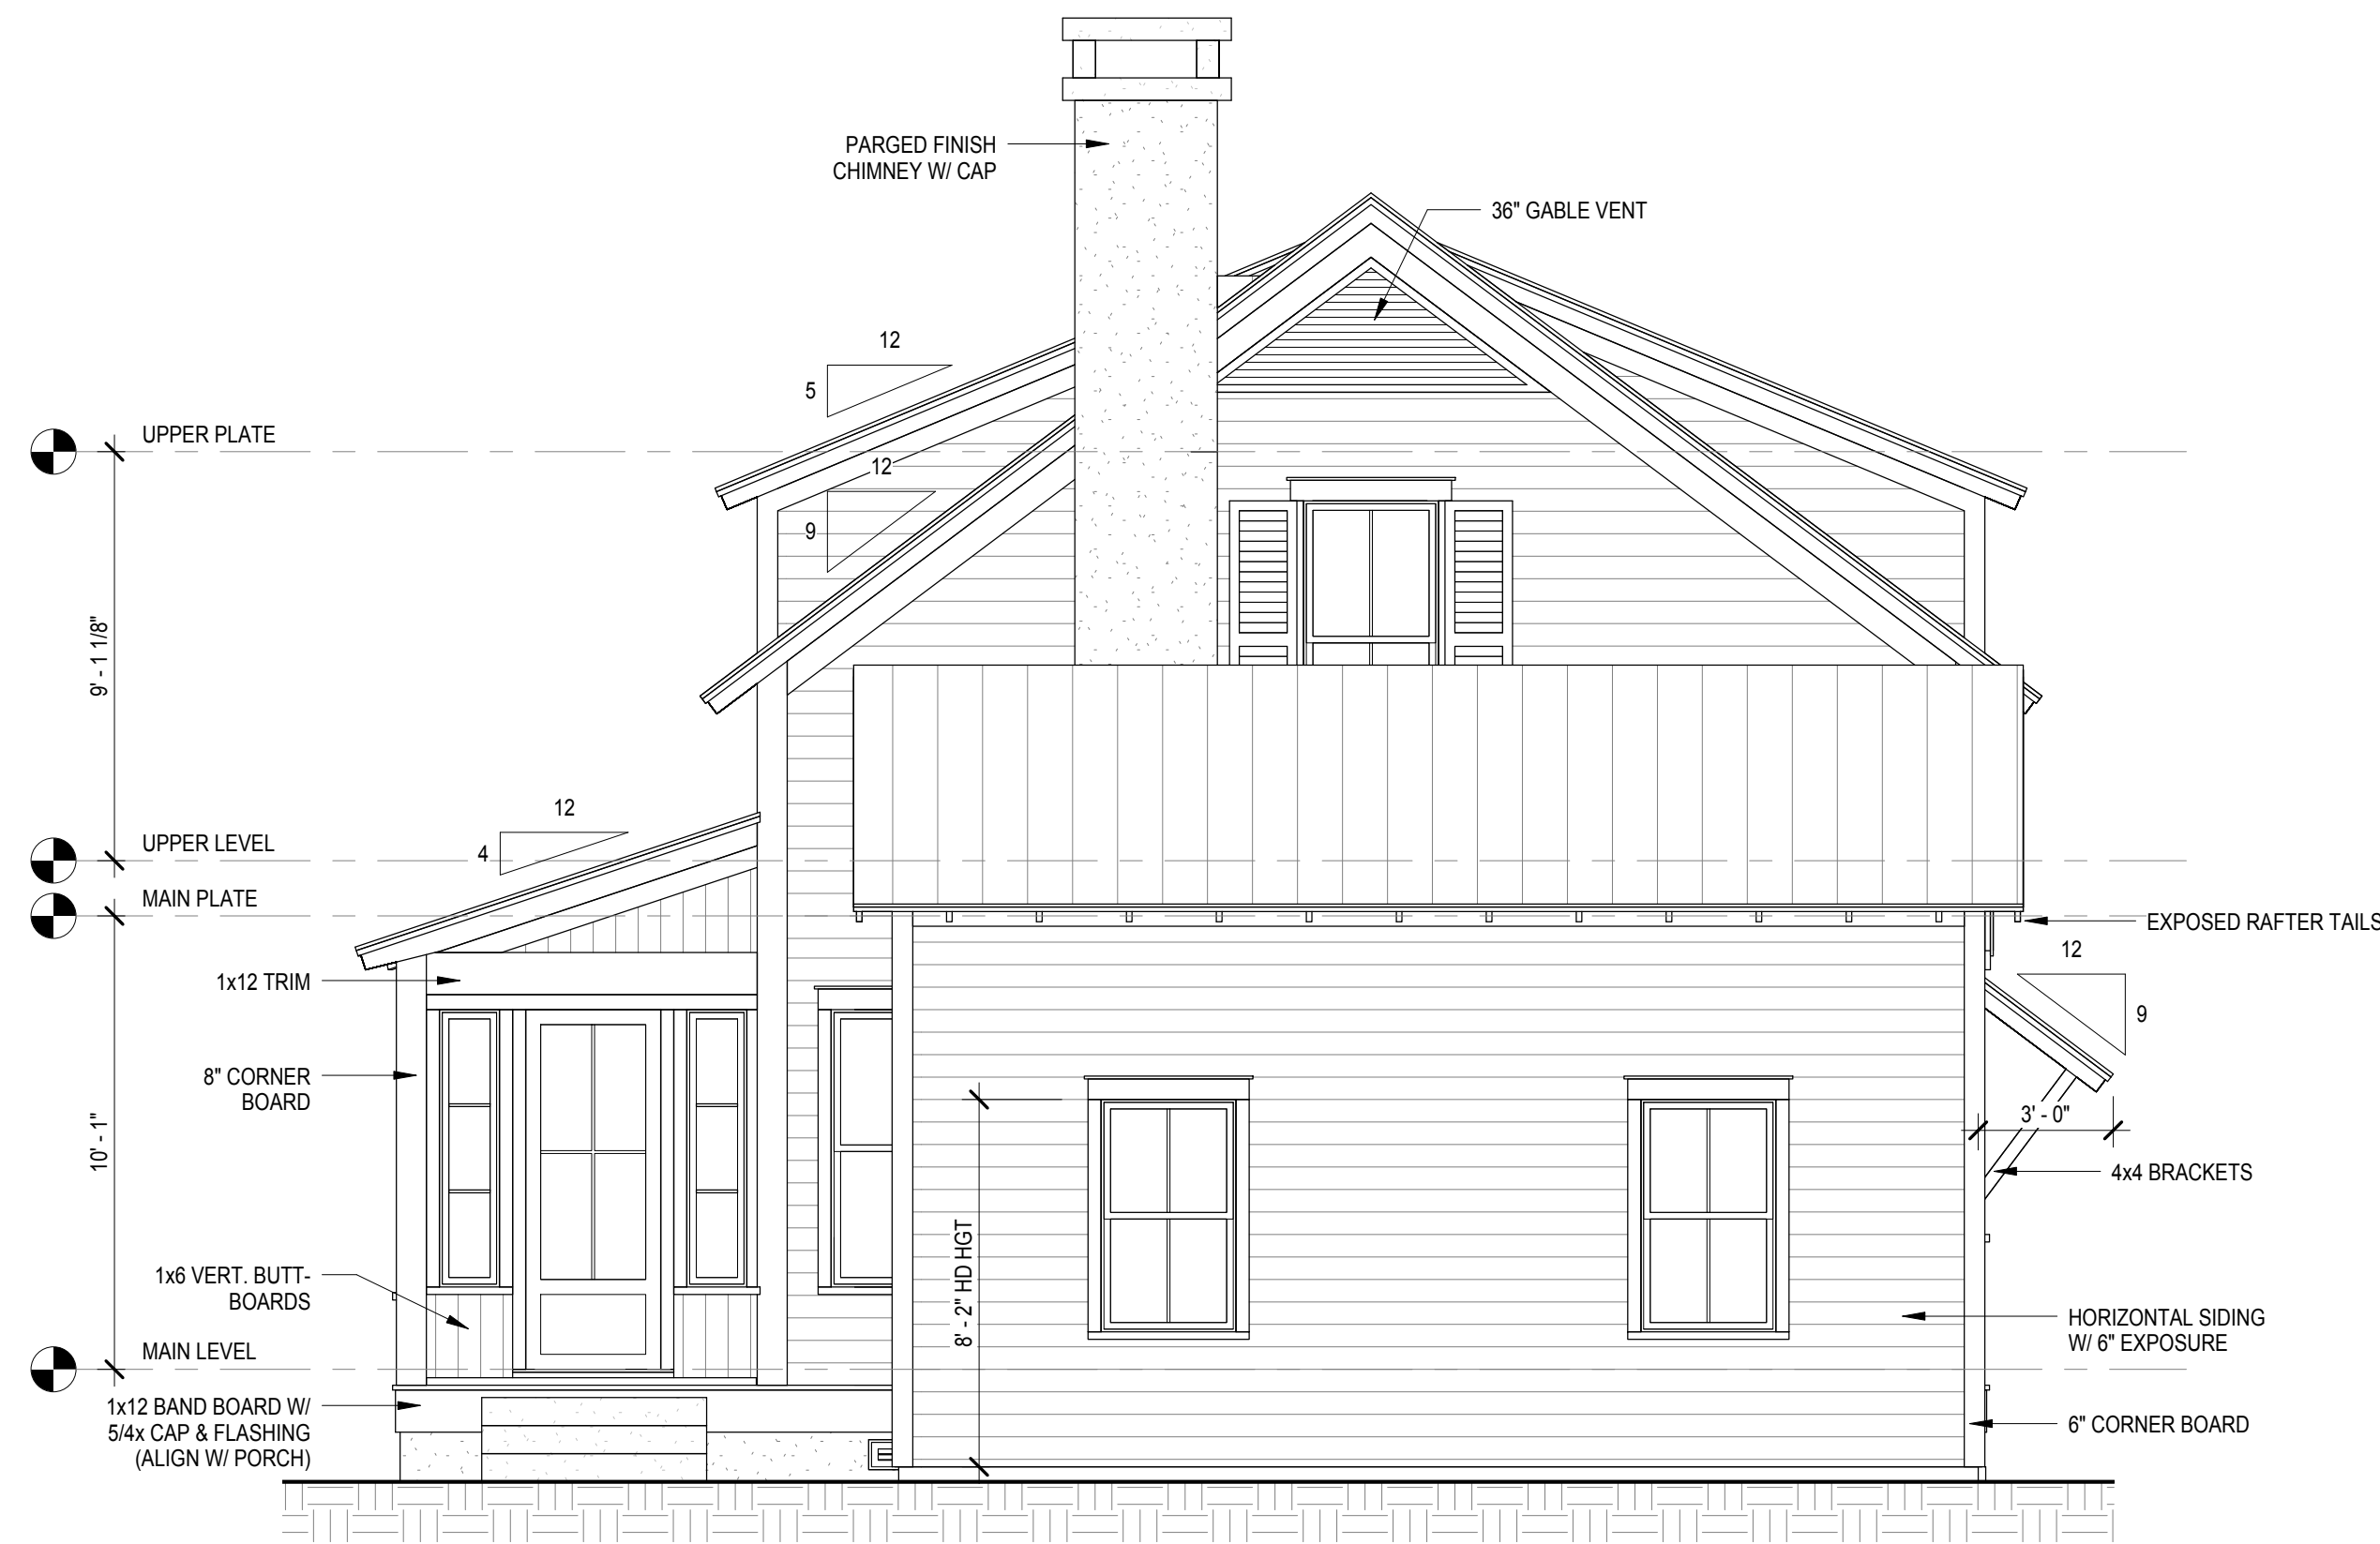 PARGED FINISH
CHIMNEY W/ CAP
36" GABLE VENT
12
5
UPPER PLATE
12
9
9' - 1 1/8"
12
4
UPPER LEVEL
MAIN PLATE
EXPOSED RAFTER TAILS
12
9
1x12 TRIM
8" CORNER
BOARD
3' - 0"
10' - 1"
4x4 BRACKETS
8' - 2" HD HGT
1x6 VERT. BUTT-
BOARDS
HORIZONTAL SIDING
W/ 6" EXPOSURE
MAIN LEVEL
1x12 BAND BOARD W/
5/4x CAP & FLASHING
(ALIGN W/ PORCH)
6" CORNER BOARD